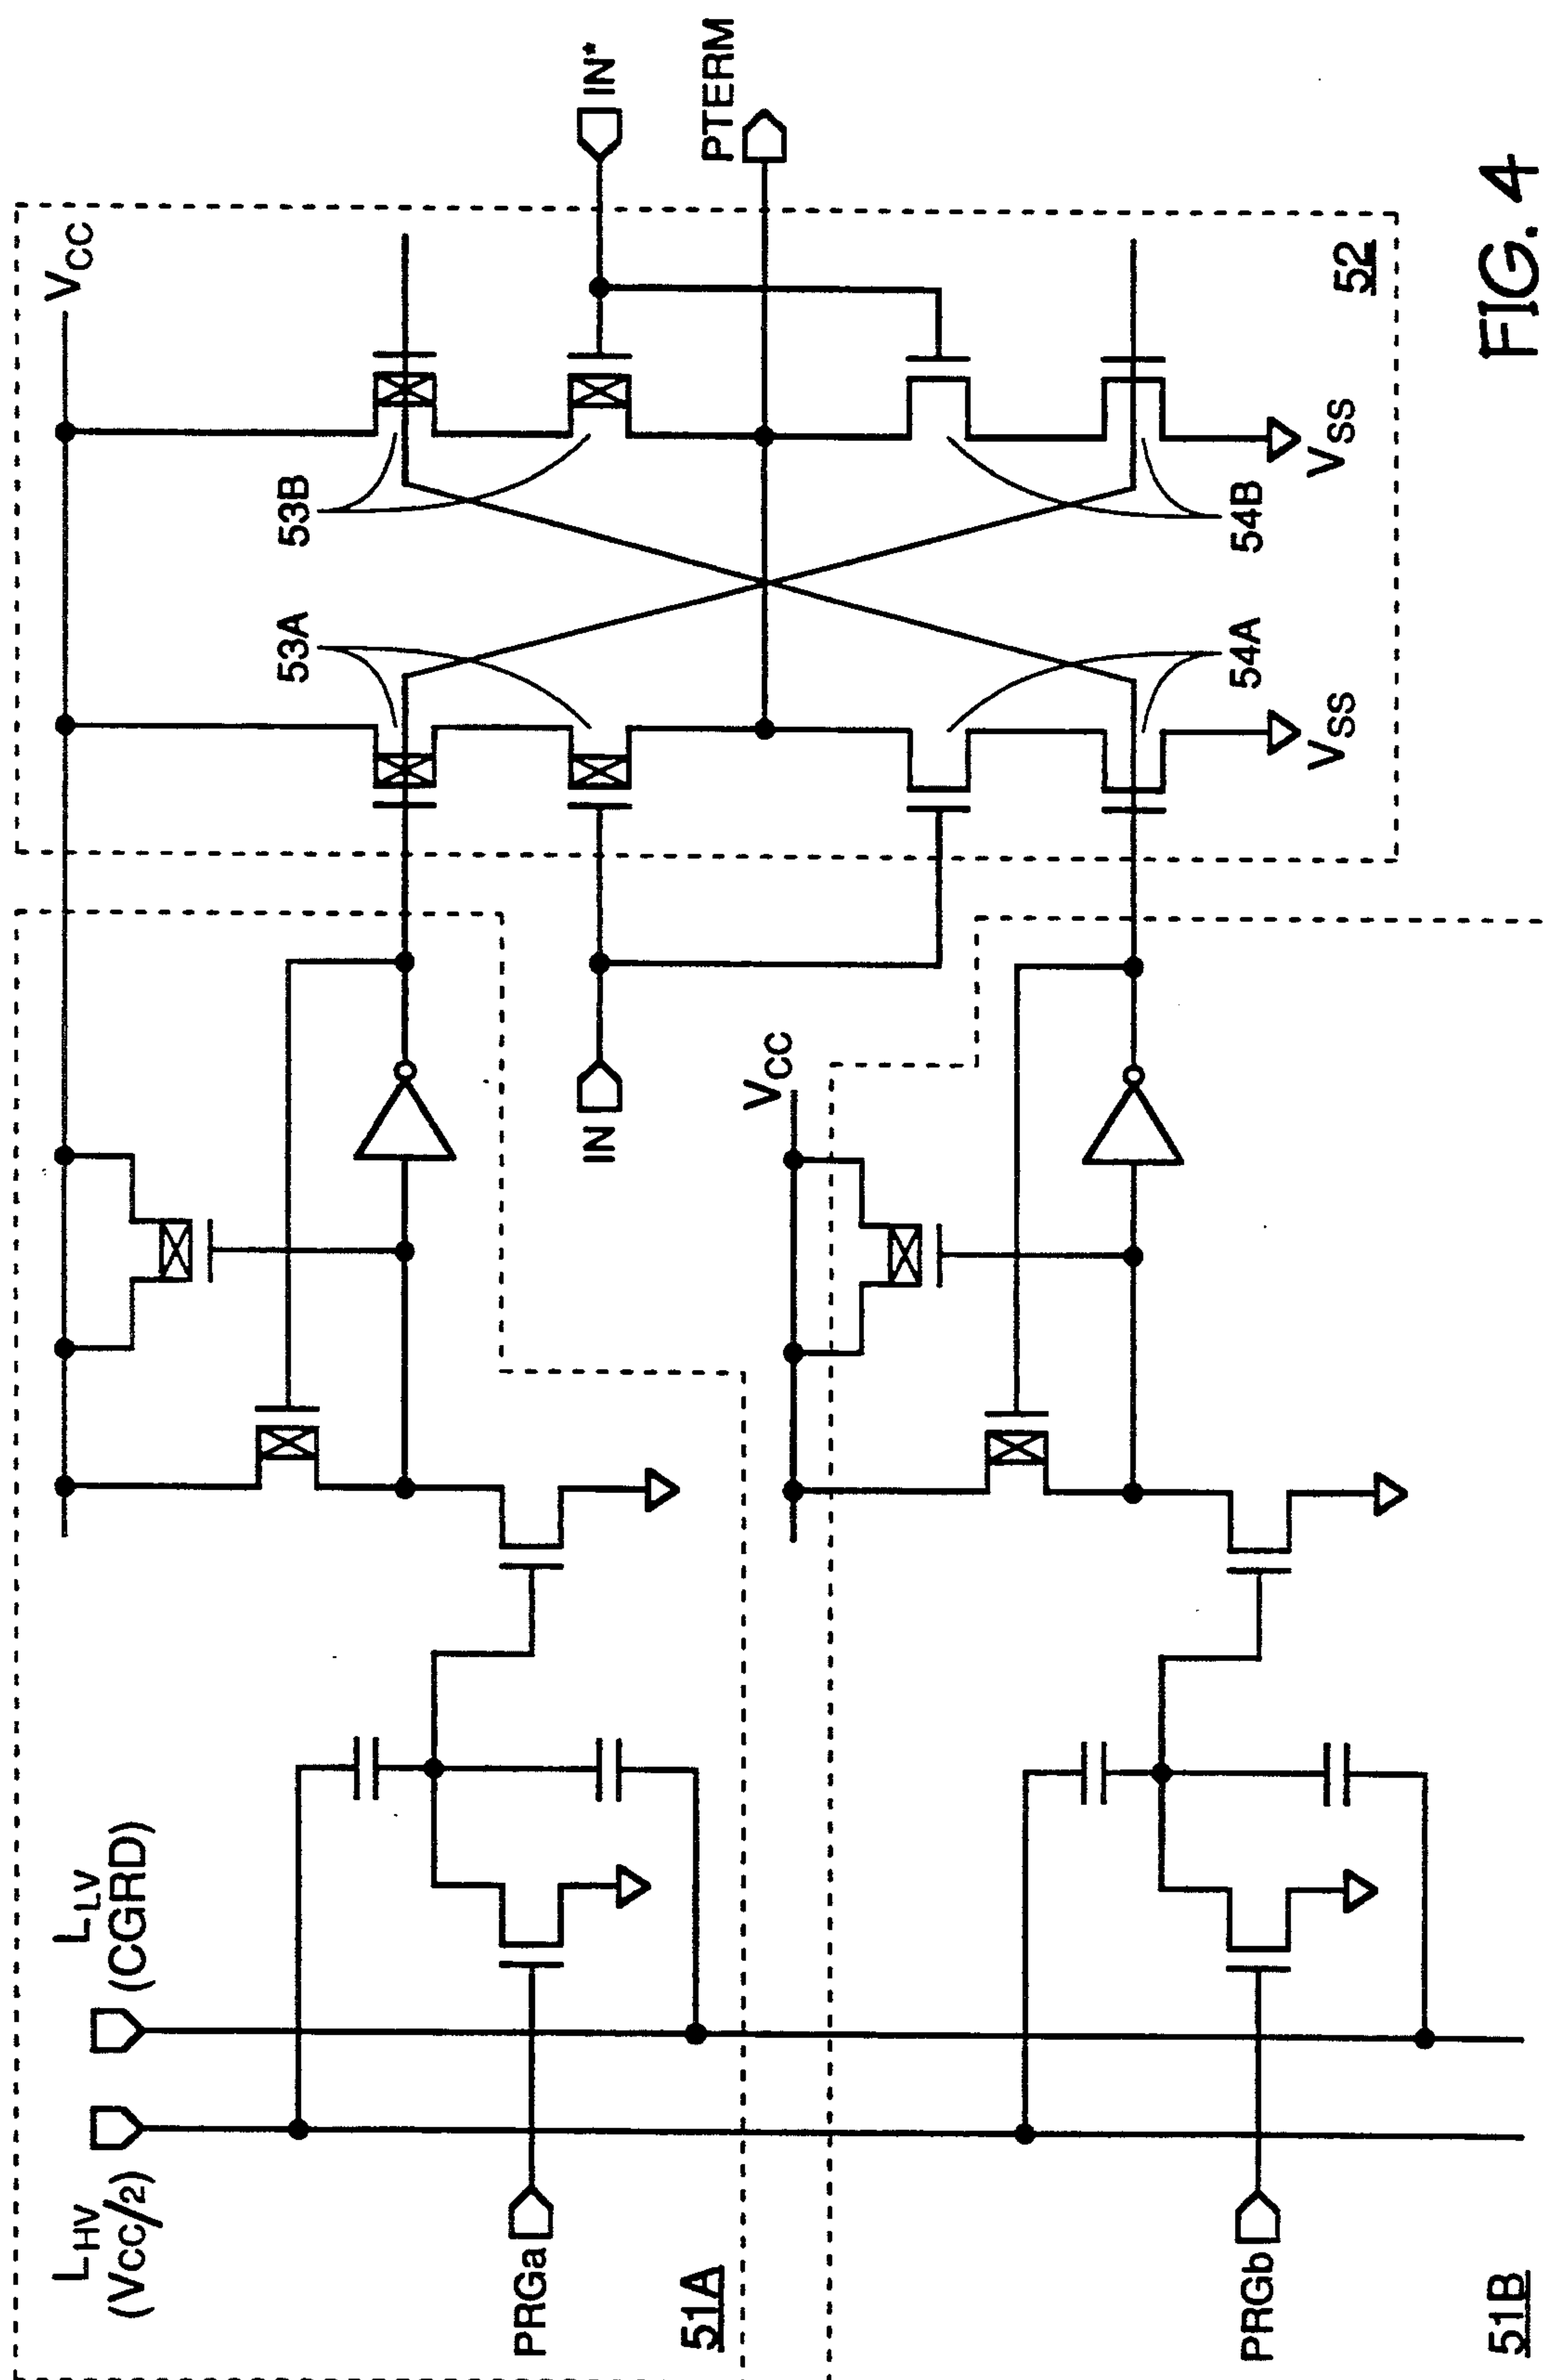 LHV
(VCC/2)
LLV
(CGRD)
PRGa
51A
PRGb
51B
VCC
IN
VCC
53A
53B
54A
54B
VSS
VSS
52
IN*
PTERM
FIG. 4